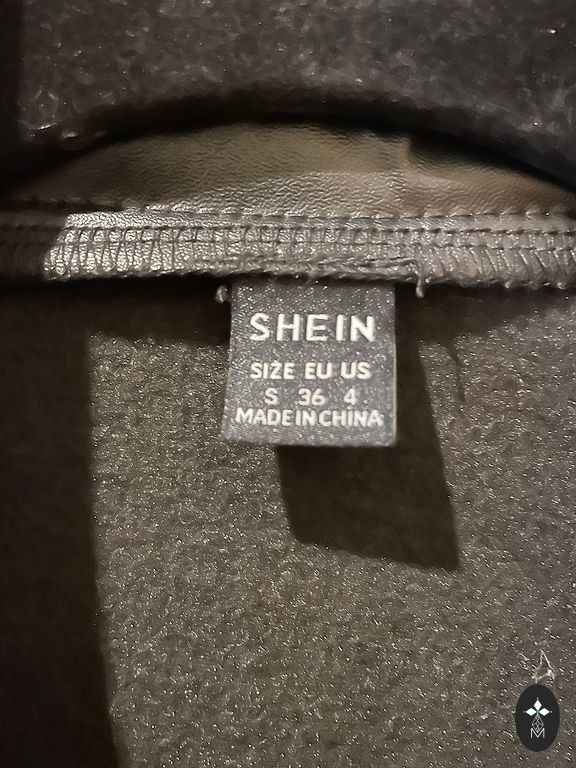 SHEIN
SIZE EU US
S 36 4
MADE IN CHINA
M